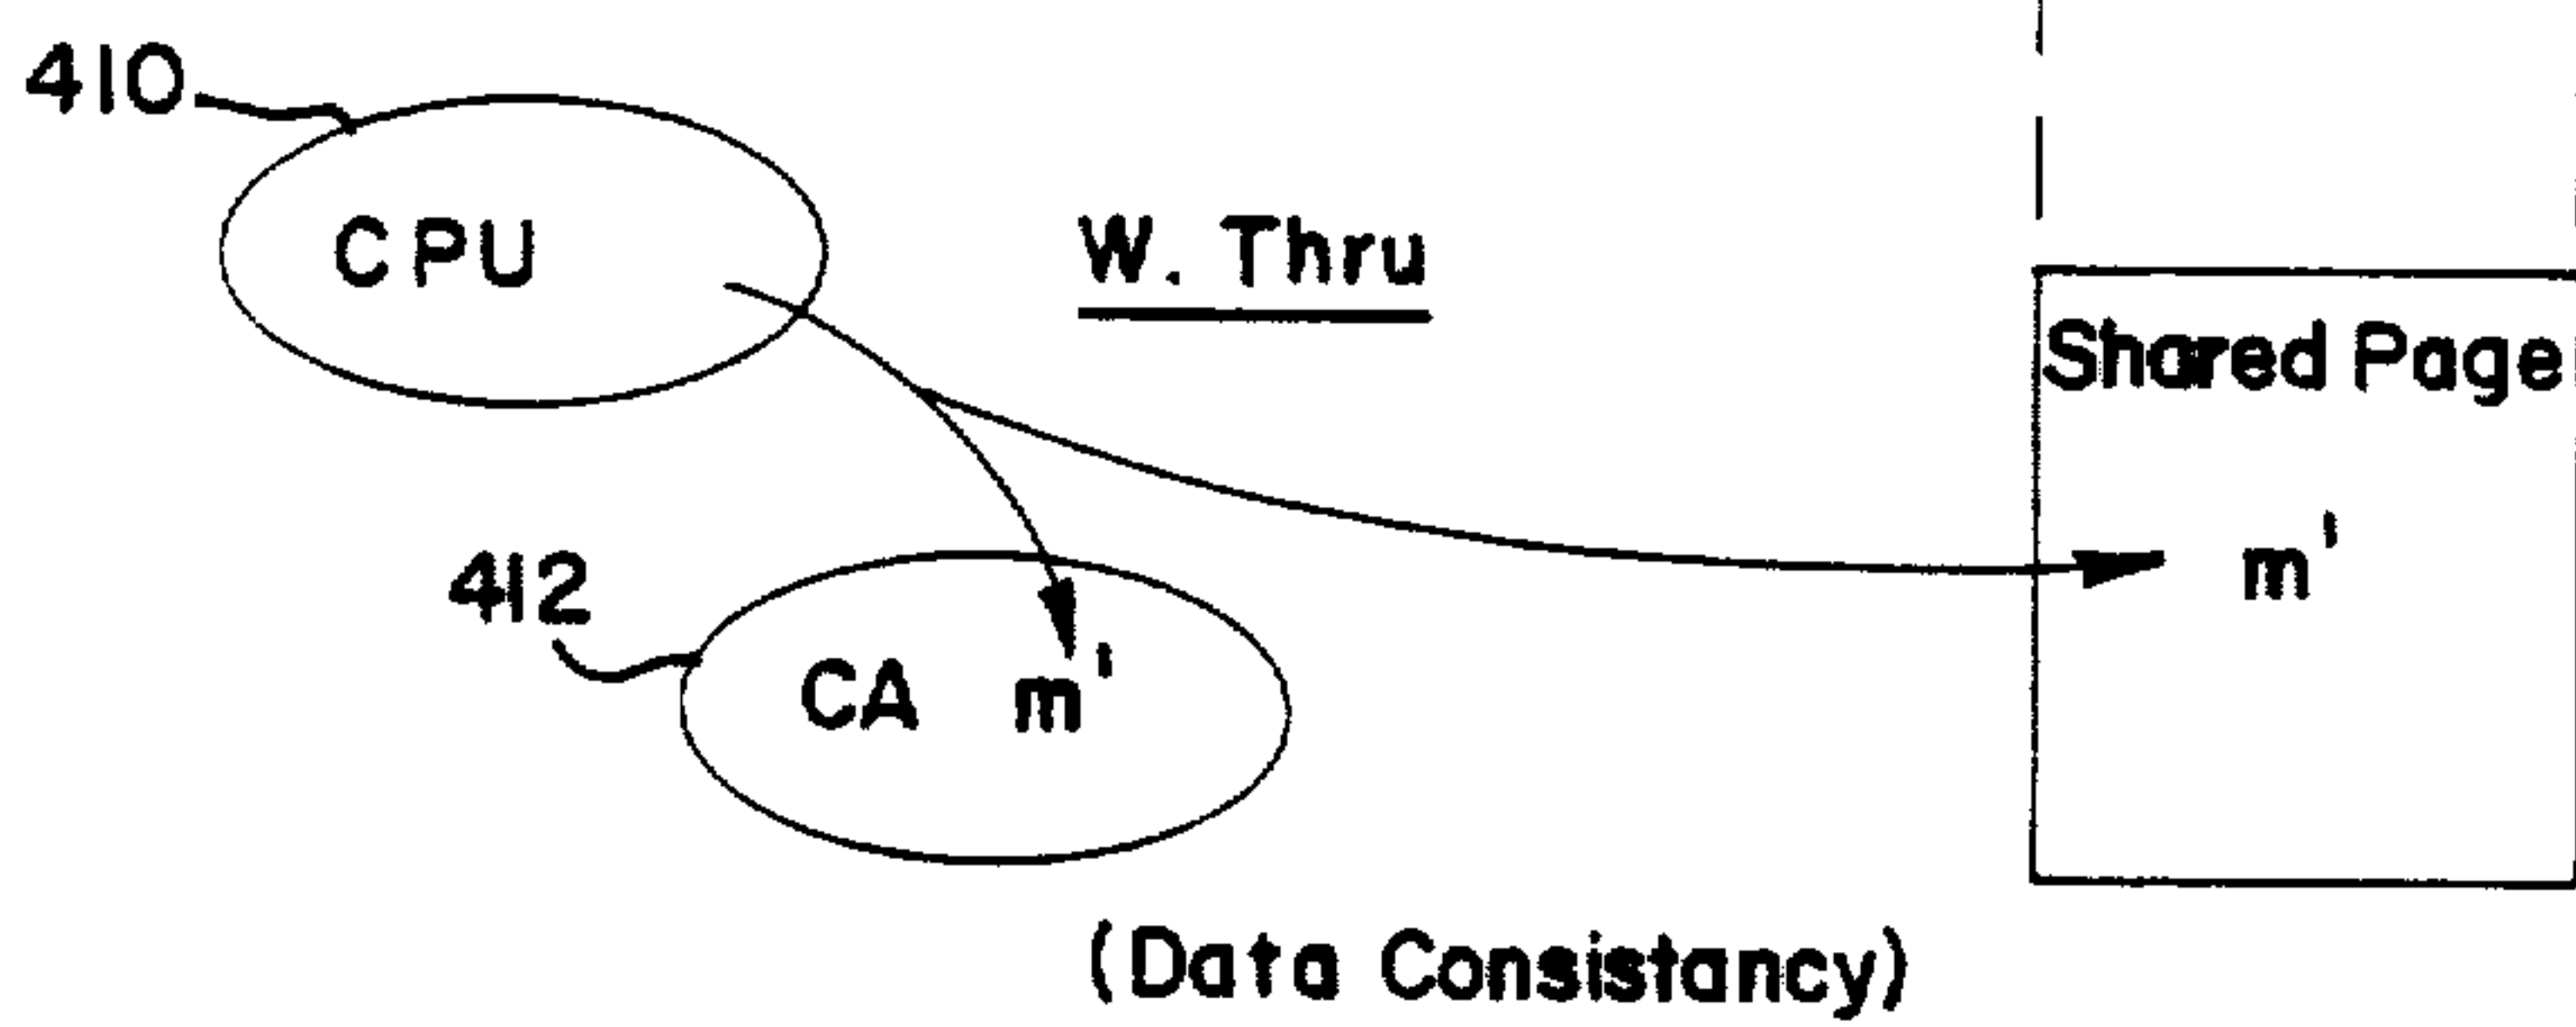 410
CPU
W. Thru
Shared Page
m'
412
CA m'
(Data Consistancy)